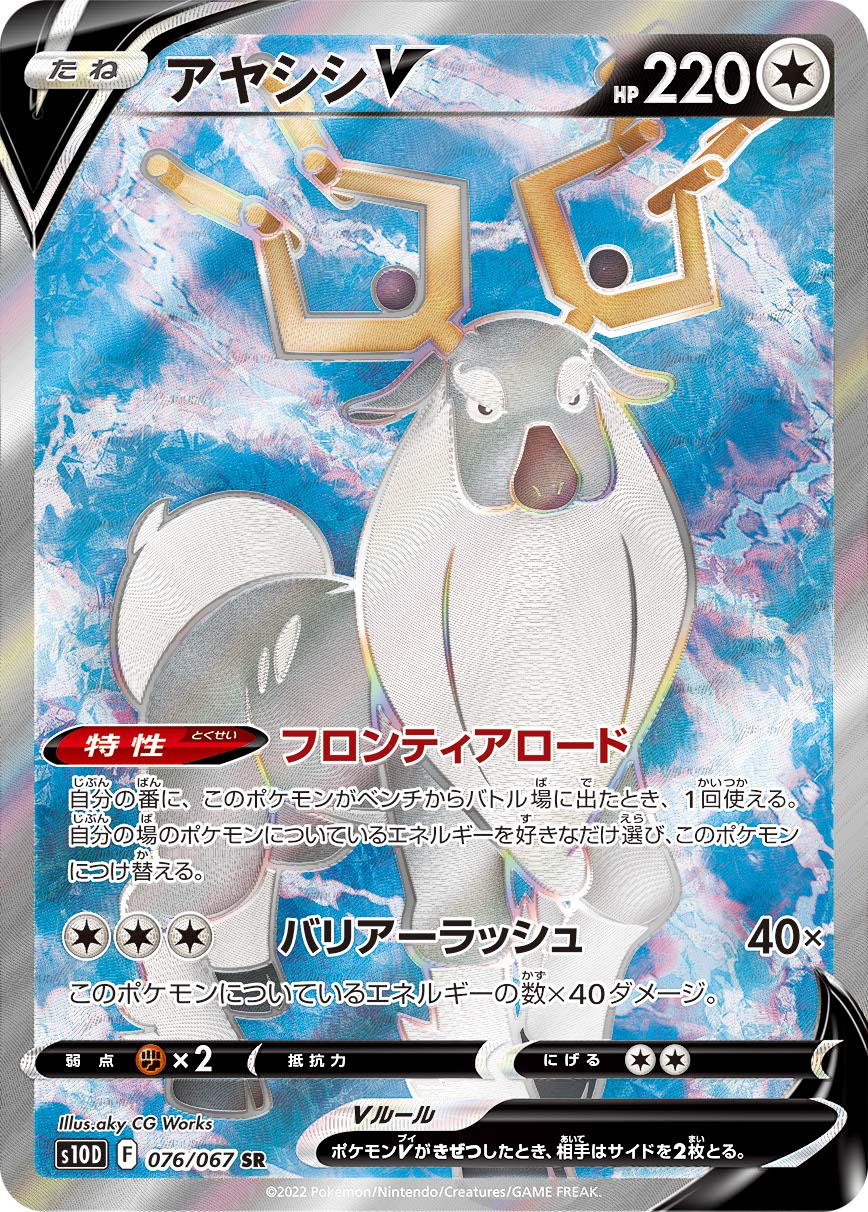 たね アヤシシV HP 220
特性 とくせい フロンティアロード
自分の番に、このポケモンがベンチからバトル場に出たとき、1回使える。
自分の場のポケモンについているエネルギーを好きなだけ選び、このポケモン
につけ替える。
バリアーラッシュ 40×
このポケモンについているエネルギーの数×40ダメージ。
弱点 ×2 抵抗力 にげる
Illus.aky CG Works
Vルール
ポケモンVがきぜつしたとき、相手はサイドを2枚とる。
s10D F 076/067 SR
©2022 Pokémon/Nintendo/Creatures/GAME FREAK.